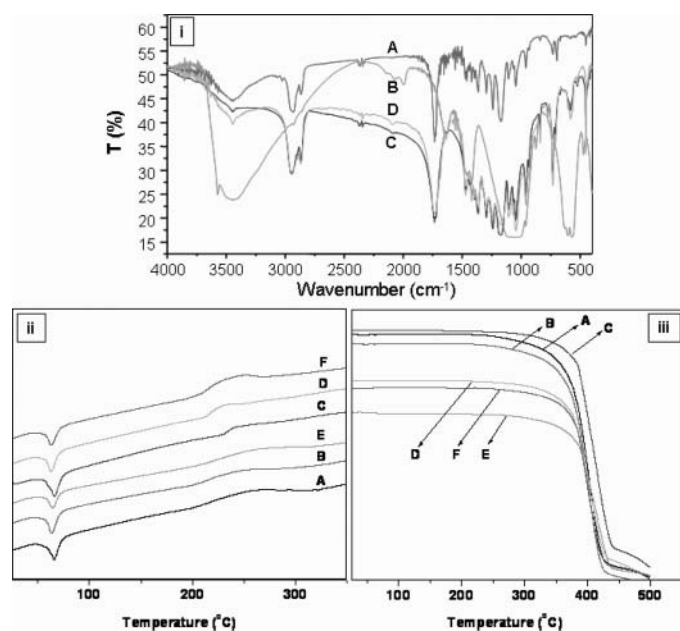 i
60
55
50
45
40
35
30
25
20
15
T (%)
A
B
D
C
4000 3500 3000 2500 2000 1500 1000 500
Wavenumber (cm⁻¹)
ii
F
D
C
E
B
A
100 200 300
Temperature (°C)
iii
B A C
D F E
100 200 300 400 500
Temperature (°C)